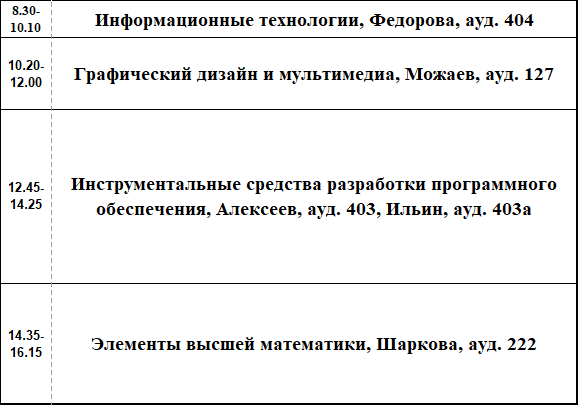 8.30-
10.10
Информационные технологии, Федорова, ауд. 404
10.20-
12.00
Графический дизайн и мультимедиа, Можаев, ауд. 127
12.45-
14.25
Инструментальные средства разработки программного
обеспечения, Алексеев, ауд. 403, Ильин, ауд. 403а
14.35-
16.15
Элементы высшей математики, Шаркова, ауд. 222